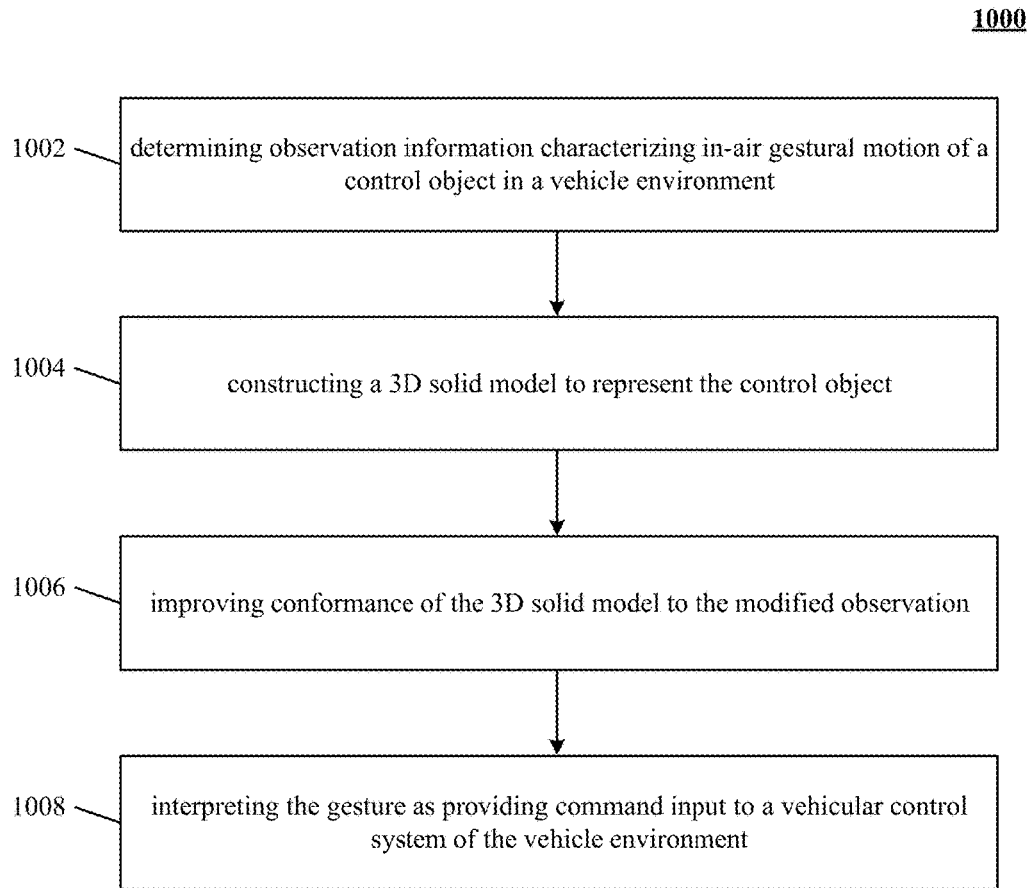 1000
1002
determining observation information characterizing in-air gestural motion of a
control object in a vehicle environment
1004
constructing a 3D solid model to represent the control object
1006
improving conformance of the 3D solid model to the modified observation
1008
interpreting the gesture as providing command input to a vehicular control
system of the vehicle environment